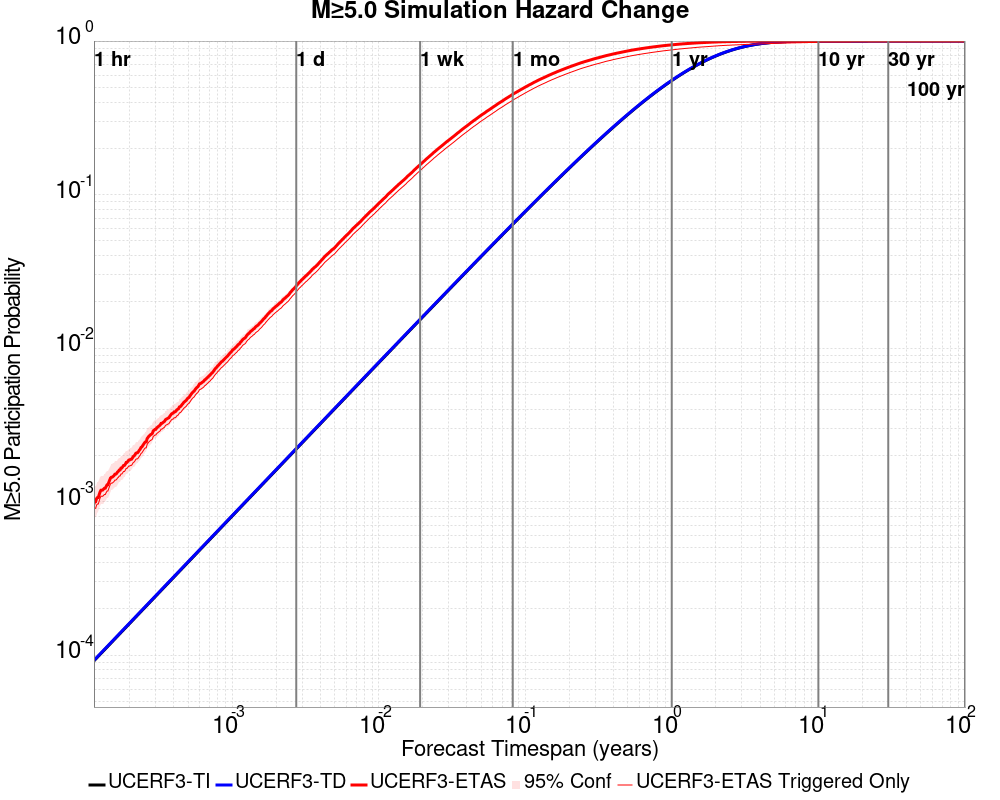 M≥5.0 Simulation Hazard Change
10^0
1 hr
1 d
1 wk
1 mo
1 yr
10 yr
30 yr
100 yr
10^-1
10^-2
10^-3
10^-4
M≥5.0 Participation Probability
10^-3
10^-2
10^-1
10^0
10^1
10^2
Forecast Timespan (years)
UCERF3-TI
UCERF3-TD
UCERF3-ETAS
95% Conf
UCERF3-ETAS Triggered Only